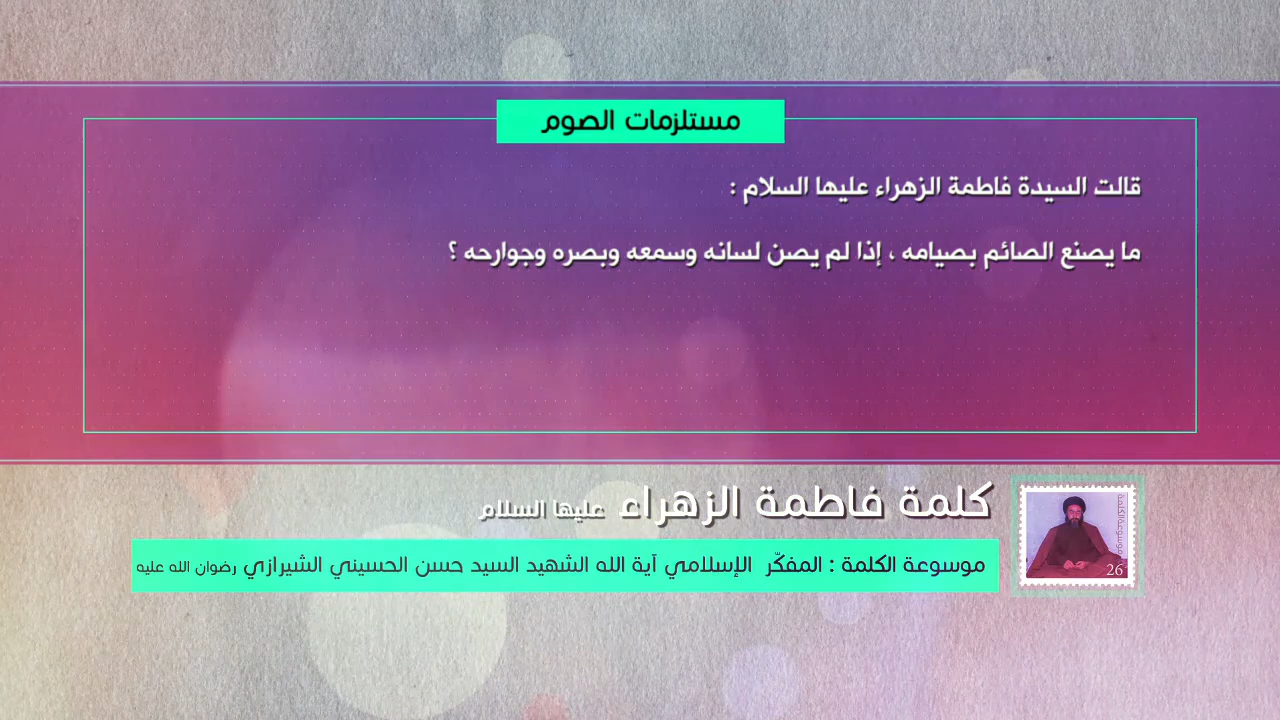 مستلزمات الصوم
قالت السيدة فاطمة الزهراء عليها السلام :
ما يصنع الصائم بصيامه ، إذا لم يصن لسانه وسمعه وبصره وجوارحه ؟
كلمة فاطمة الزهراء عليها السلام
موسوعة الكلمة : المفكّر الإسلامي آية الله الشهيد السيد حسن الحسيني الشيرازي رضوان الله عليه
موسوعة الكلمة
26